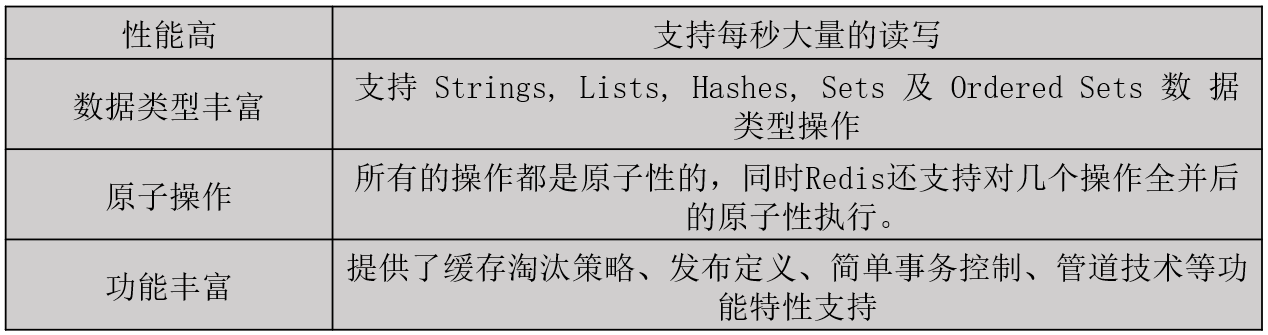 性能高
支持每秒大量的读写
数据类型丰富
支持 Strings, Lists, Hashes, Sets 及 Ordered Sets 数 据
类型操作
原子操作
所有的操作都是原子性的，同时Redis还支持对几个操作全并后
的原子性执行。
功能丰富
提供了缓存淘汰策略、发布定义、简单事务控制、管道技术等功
能特性支持